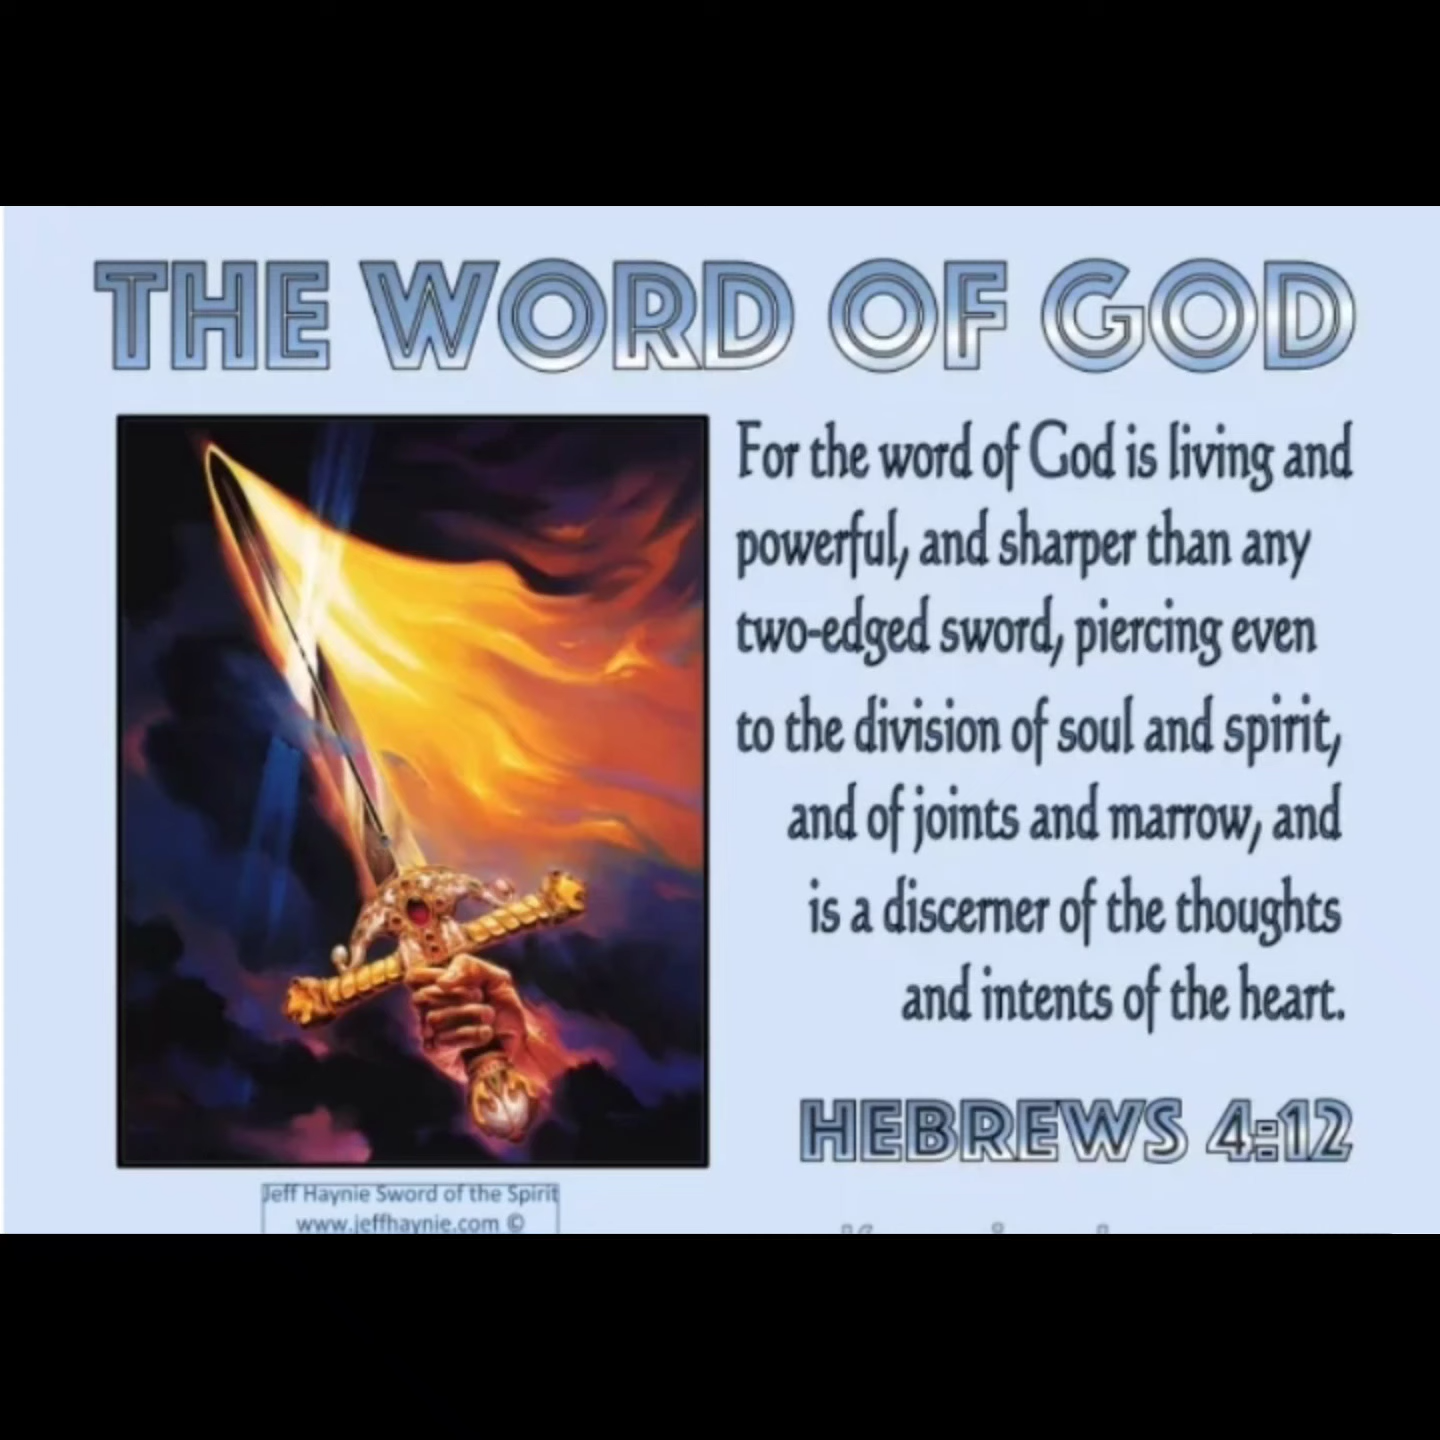 THE WORD OF GOD
For the word of God is living and
powerful, and sharper than any
two-edged sword, piercing even
to the division of soul and spirit,
and of joints and marrow, and
is a discerner of the thoughts
and intents of the heart.
HEBREWS 4:12
Jeff Haynie Sword of the Spirit
www.jeffhaynie.com ©